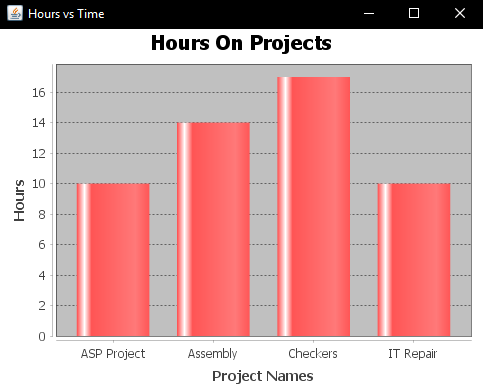 Hours vs Time
Hours On Projects
16
14
12
10
8
6
4
2
0
Hours
ASP Project Assembly Checkers IT Repair
Project Names